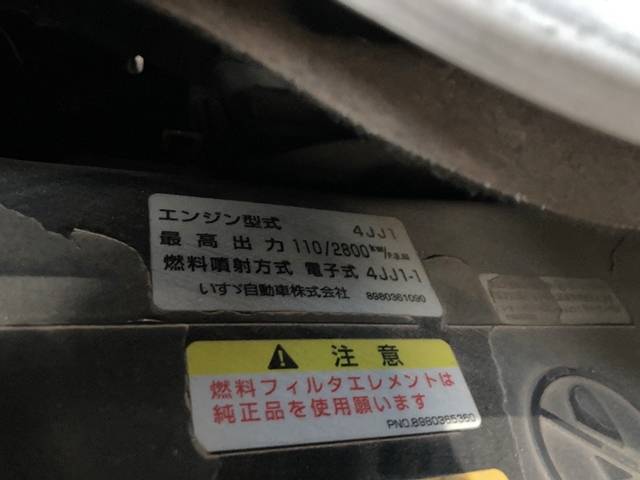 エンジン型式 4JJ1
最高出力 110/2800
燃料噴射方式 電子式 4JJ1-1
いすゞ自動車株式会社 8980361090
注意
燃料フィルタエレメントは
純正品を使用願います
PNO.8980365360